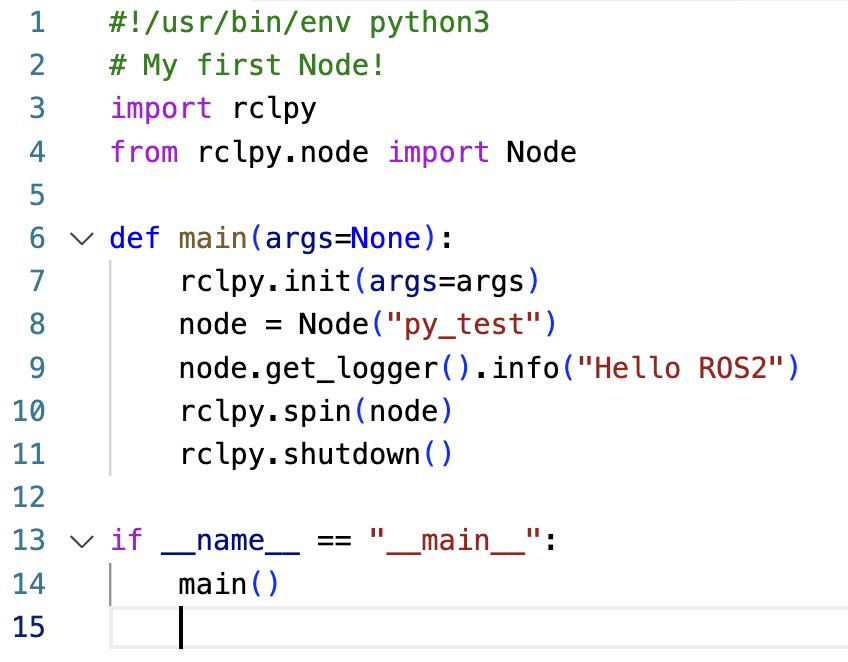 1 #!/usr/bin/env python3
2 # My first Node!
3 import rclpy
4 from rclpy.node import Node
5
6 def main(args=None):
7     rclpy.init(args=args)
8     node = Node("py_test")
9     node.get_logger().info("Hello ROS2")
10     rclpy.spin(node)
11     rclpy.shutdown()
12
13 if __name__ == "__main__":
14     main()
15